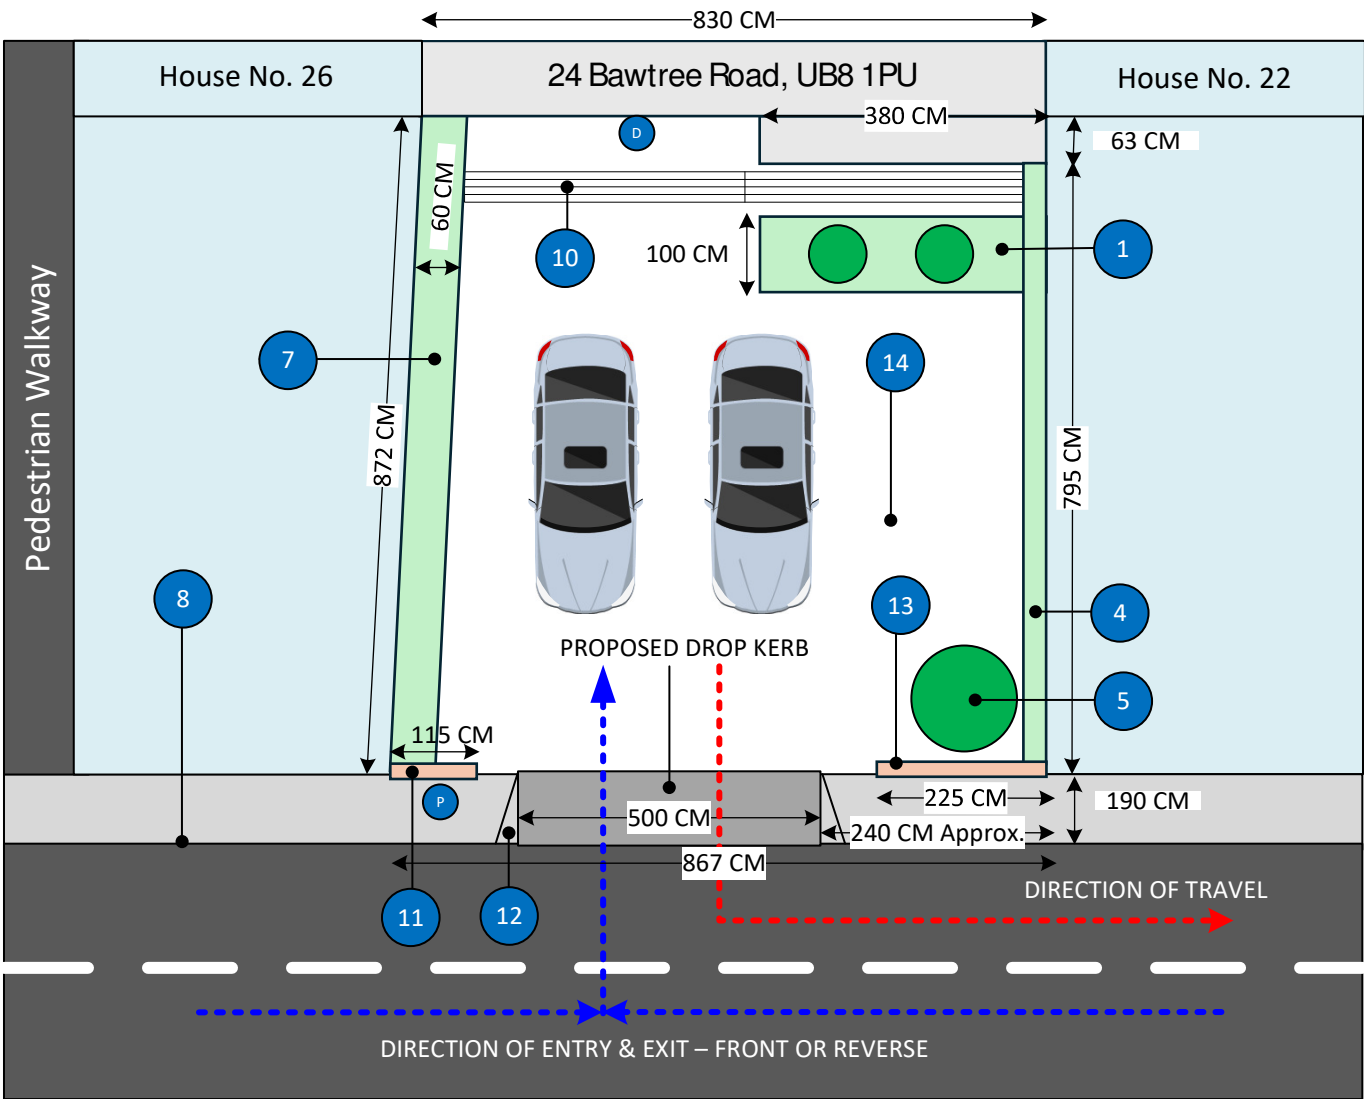 830 CM
House No. 26
24 Bawtree Road, UB8 1PU
House No. 22
380 CM
D
63 CM
60 CM
10
100 CM
1
Pedestrian Walkway
7
14
872 CM
795 CM
8
13
4
PROPOSED DROP KERB
5
115 CM
P
500 CM
225 CM
190 CM
240 CM Approx.
867 CM
11
12
DIRECTION OF TRAVEL
DIRECTION OF ENTRY & EXIT – FRONT OR REVERSE